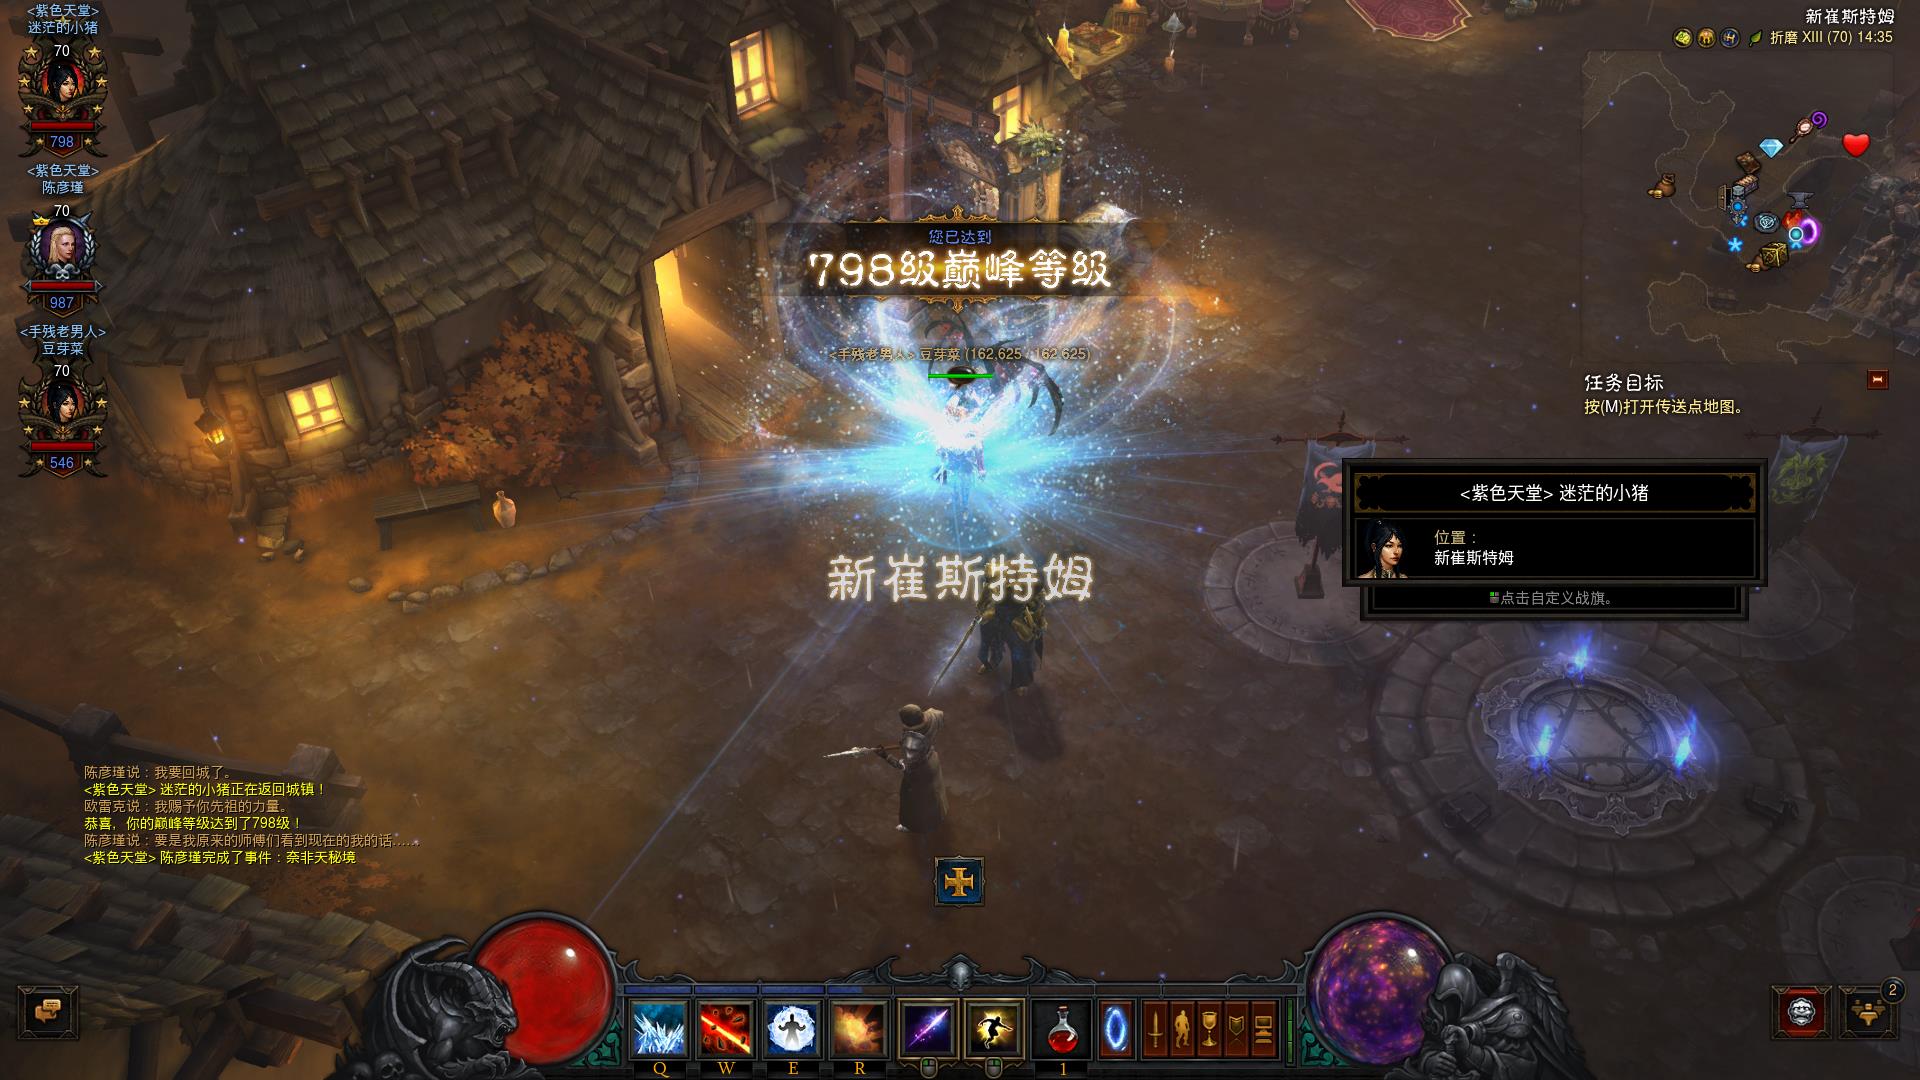 <紫色天堂>
迷茫的小猪
70
798
<紫色天堂>
陈彦瑾
70
987
<手残老男人>
豆芽菜
70
546
新崔斯特姆
折磨 XIII (70) 14:35
您已达到
798级巅峰等级
<手残老男人> 豆芽菜 (162,625 / 162,625)
任务目标
按(M)打开传送点地图。
<紫色天堂> 迷茫的小猪
位置：
新崔斯特姆
点击自定义战旗。
新崔斯特姆
陈彦瑾说：我要回城了。
<紫色天堂> 迷茫的小猪正在返回城镇！
欧雷克说：我赐予你先祖的力量。
恭喜，你的巅峰等级达到了798级！
陈彦瑾说：要是我原来的师傅们看到现在的我的话……
<紫色天堂> 陈彦瑾完成了事件：奈非天秘境
Q W E R 1
2